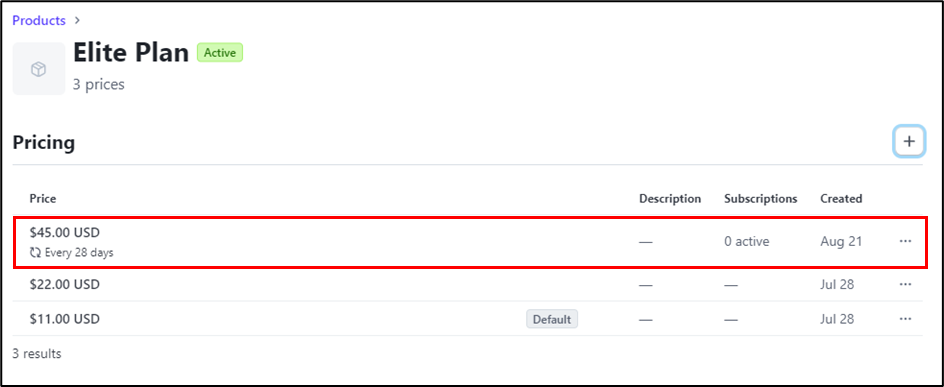 Products >
Elite Plan Active
3 prices
Pricing
+
Price Description Subscriptions Created
$45.00 USD
Every 28 days — 0 active Aug 21 ...
$22.00 USD — — Jul 28 ...
$11.00 USD Default — — Jul 28 ...
3 results